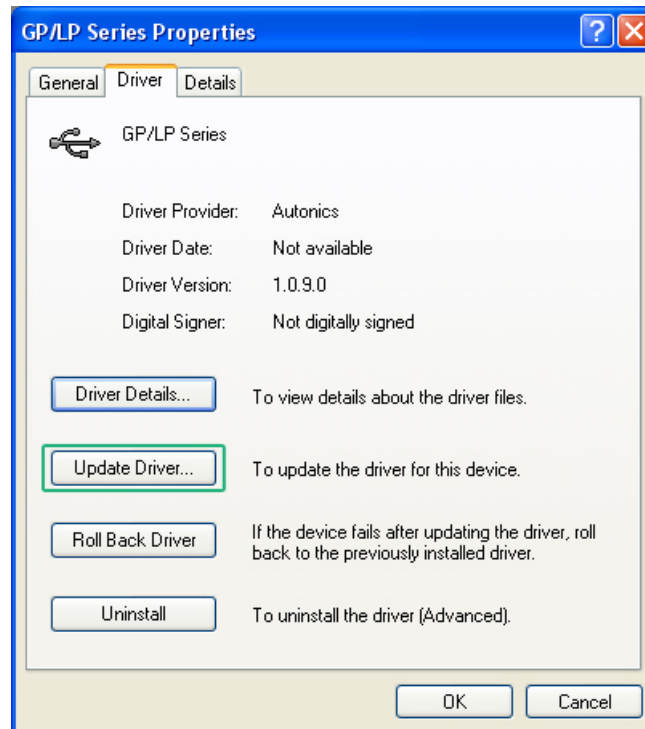 GP/LP Series Properties
General Driver Details
GP/LP Series
Driver Provider: Autonics
Driver Date: Not available
Driver Version: 1.0.9.0
Digital Signer: Not digitally signed
Driver Details... To view details about the driver files.
Update Driver... To update the driver for this device.
Roll Back Driver If the device fails after updating the driver, roll
back to the previously installed driver.
Uninstall To uninstall the driver (Advanced).
OK Cancel